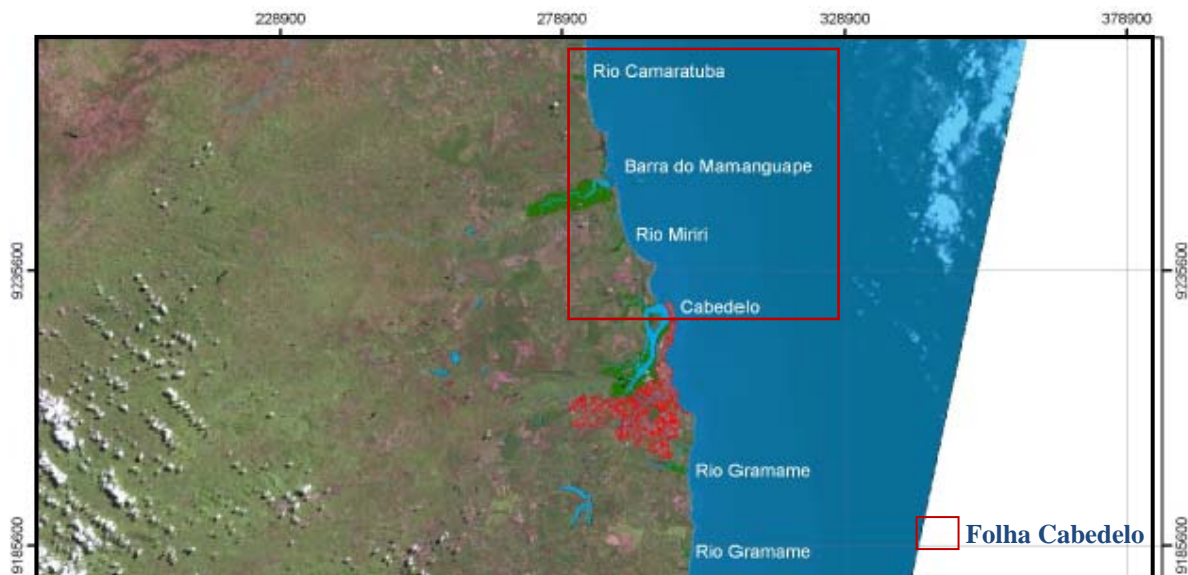 228900 278900 328900 378900
Rio Camaratuba
Barra do Mamanguape
Rio Miriri
9235600 9235600
Cabedelo
Rio Gramame
Folha Cabedelo
9185600 9185600
Rio Gramame